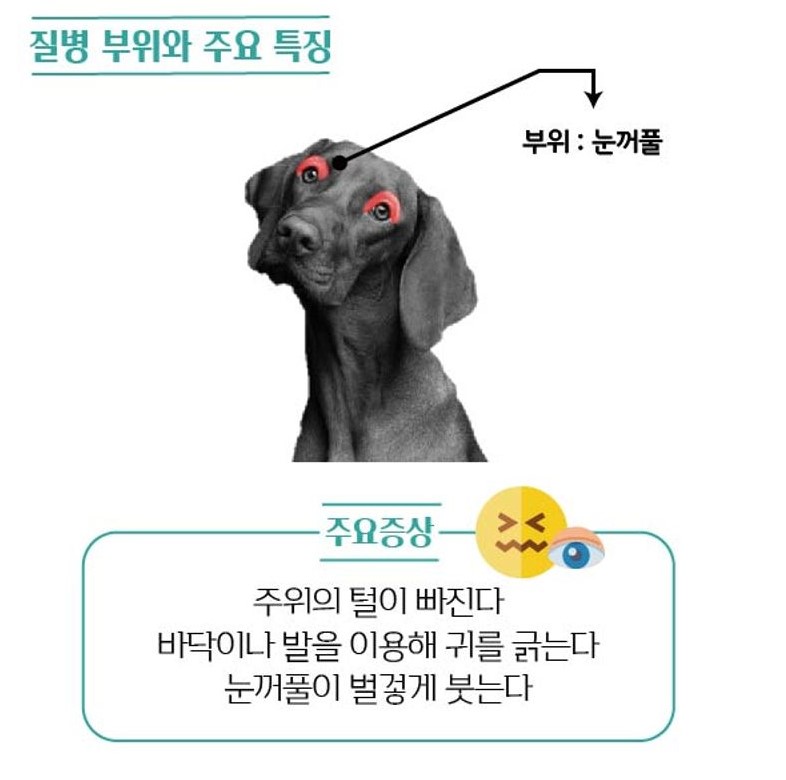 질병 부위와 주요 특징
부위 : 눈꺼풀
주요증상
주위의 털이 빠진다
바닥이나 발을 이용해 귀를 긁는다
눈꺼풀이 벌겋게 붓는다